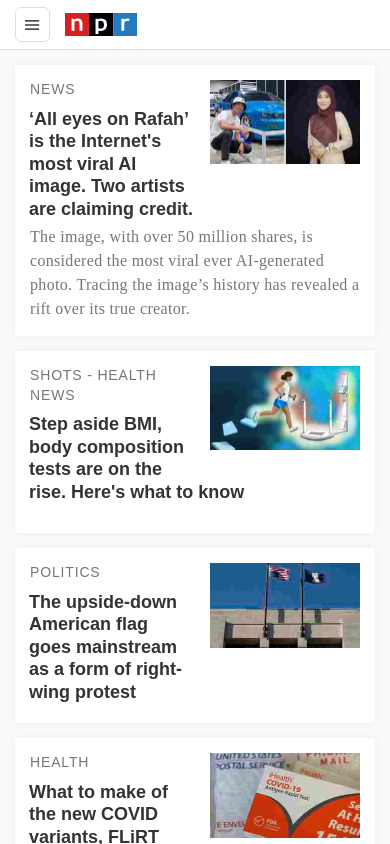 npr
NEWS
‘All eyes on Rafah’
is the Internet's
most viral AI
image. Two artists
are claiming credit.
The image, with over 50 million shares, is
considered the most viral ever AI-generated
photo. Tracing the image’s history has revealed a
rift over its true creator.
SHOTS - HEALTH
NEWS
Step aside BMI,
body composition
tests are on the
rise. Here's what to know
POLITICS
The upside-down
American flag
goes mainstream
as a form of right-
wing protest
HEALTH
What to make of
the new COVID
variants, FLiRT
UNITED STATES
POSTAL SERVICE
MAIL
iHealth
COVID-19
Antigen Rapid Test
FDA